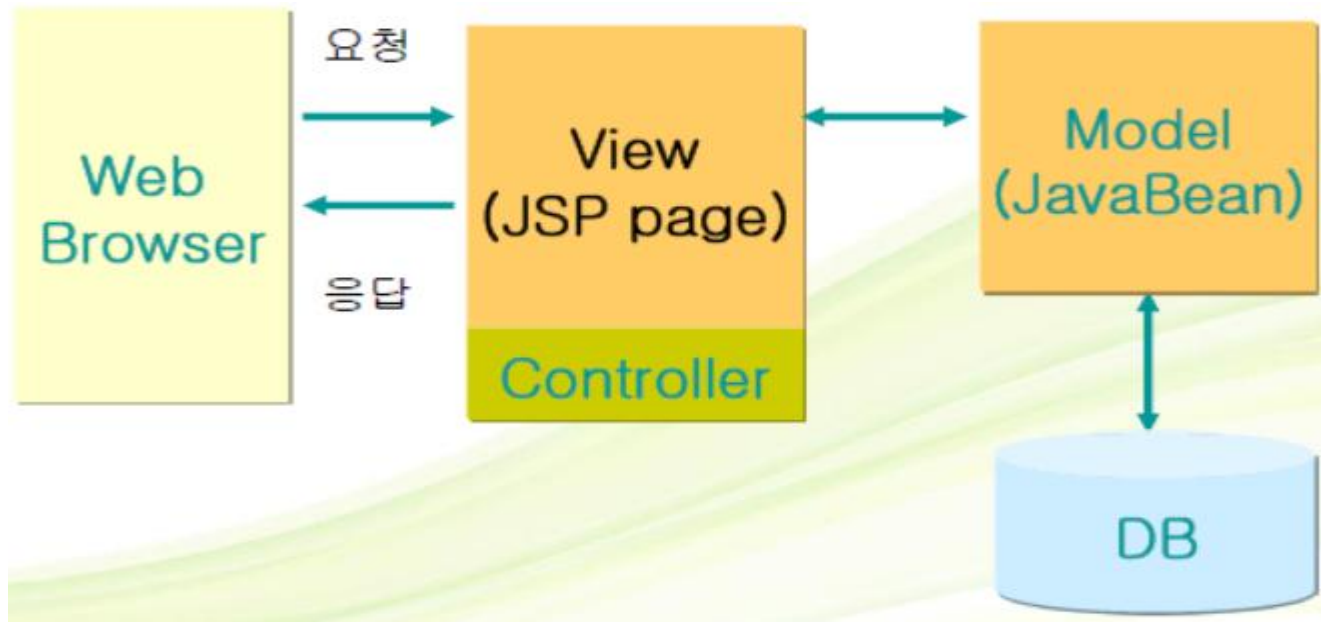 Web
Browser
요청
응답
View
(JSP page)
Controller
Model
(JavaBean)
DB